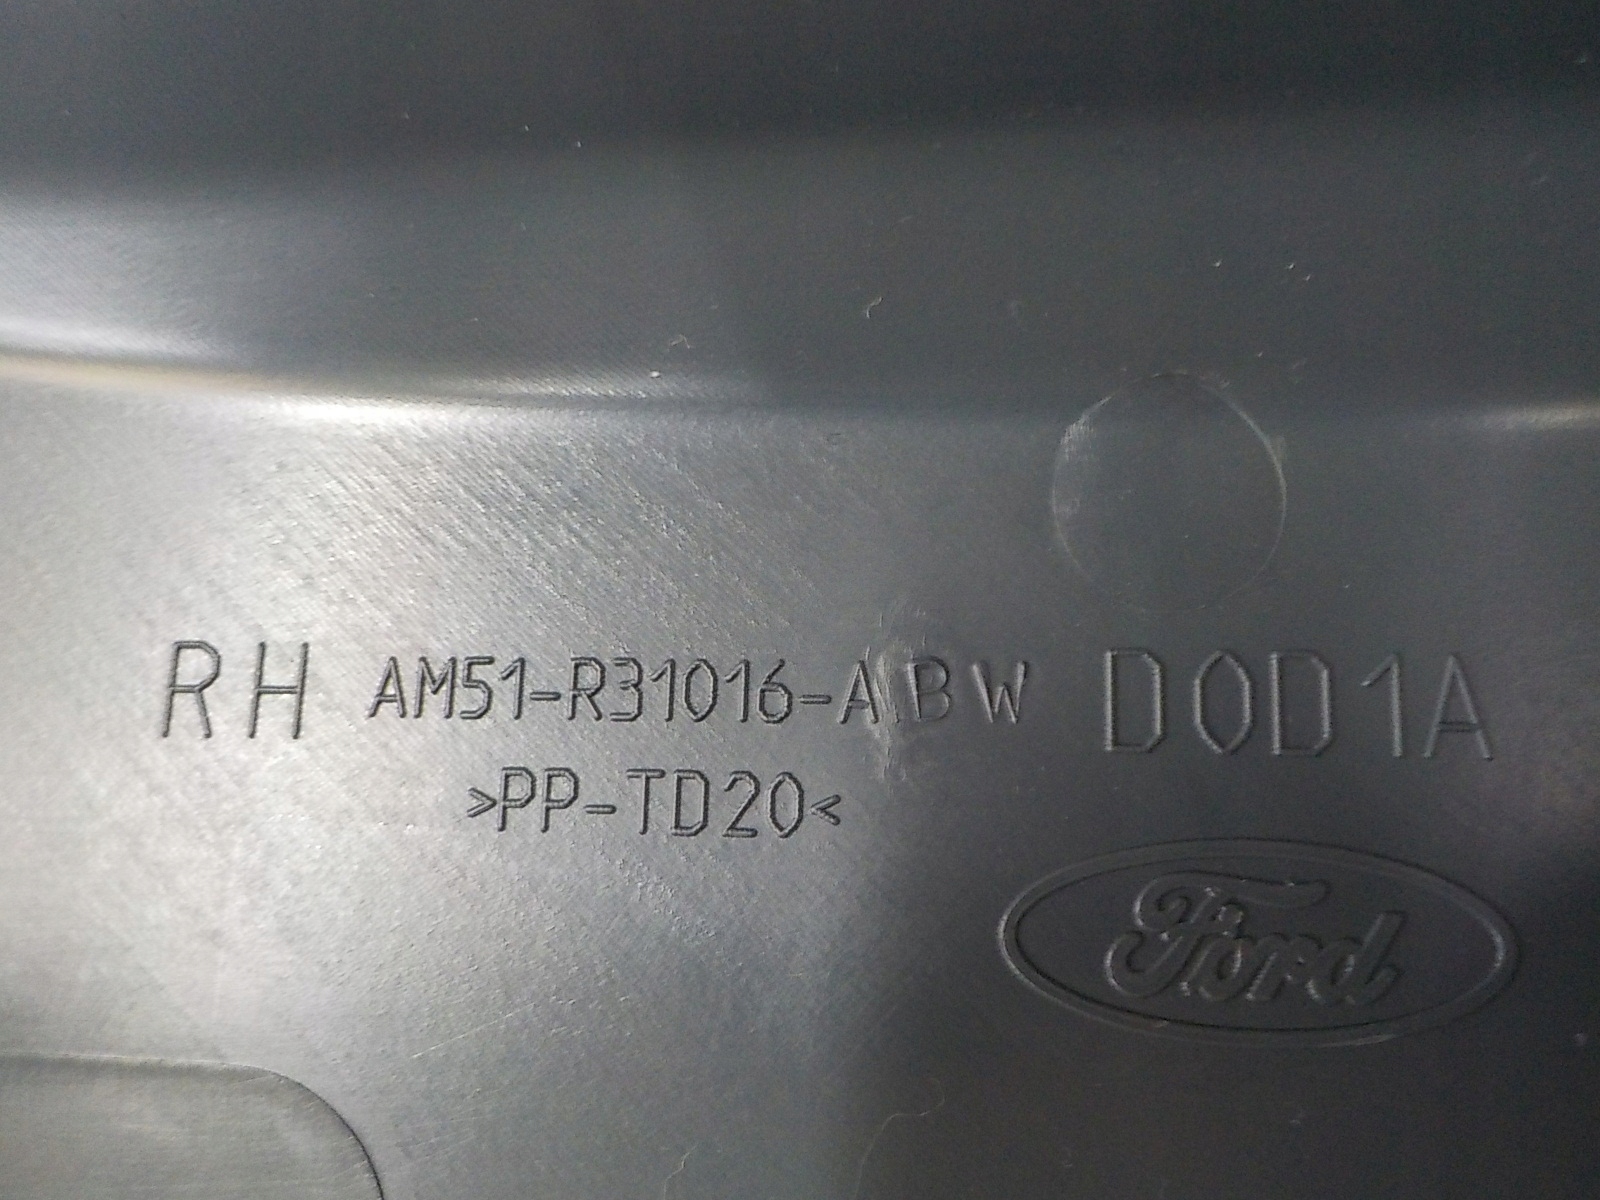 RH AM51-R31016-ABW D0D1A
>PP-TD20<
Ford